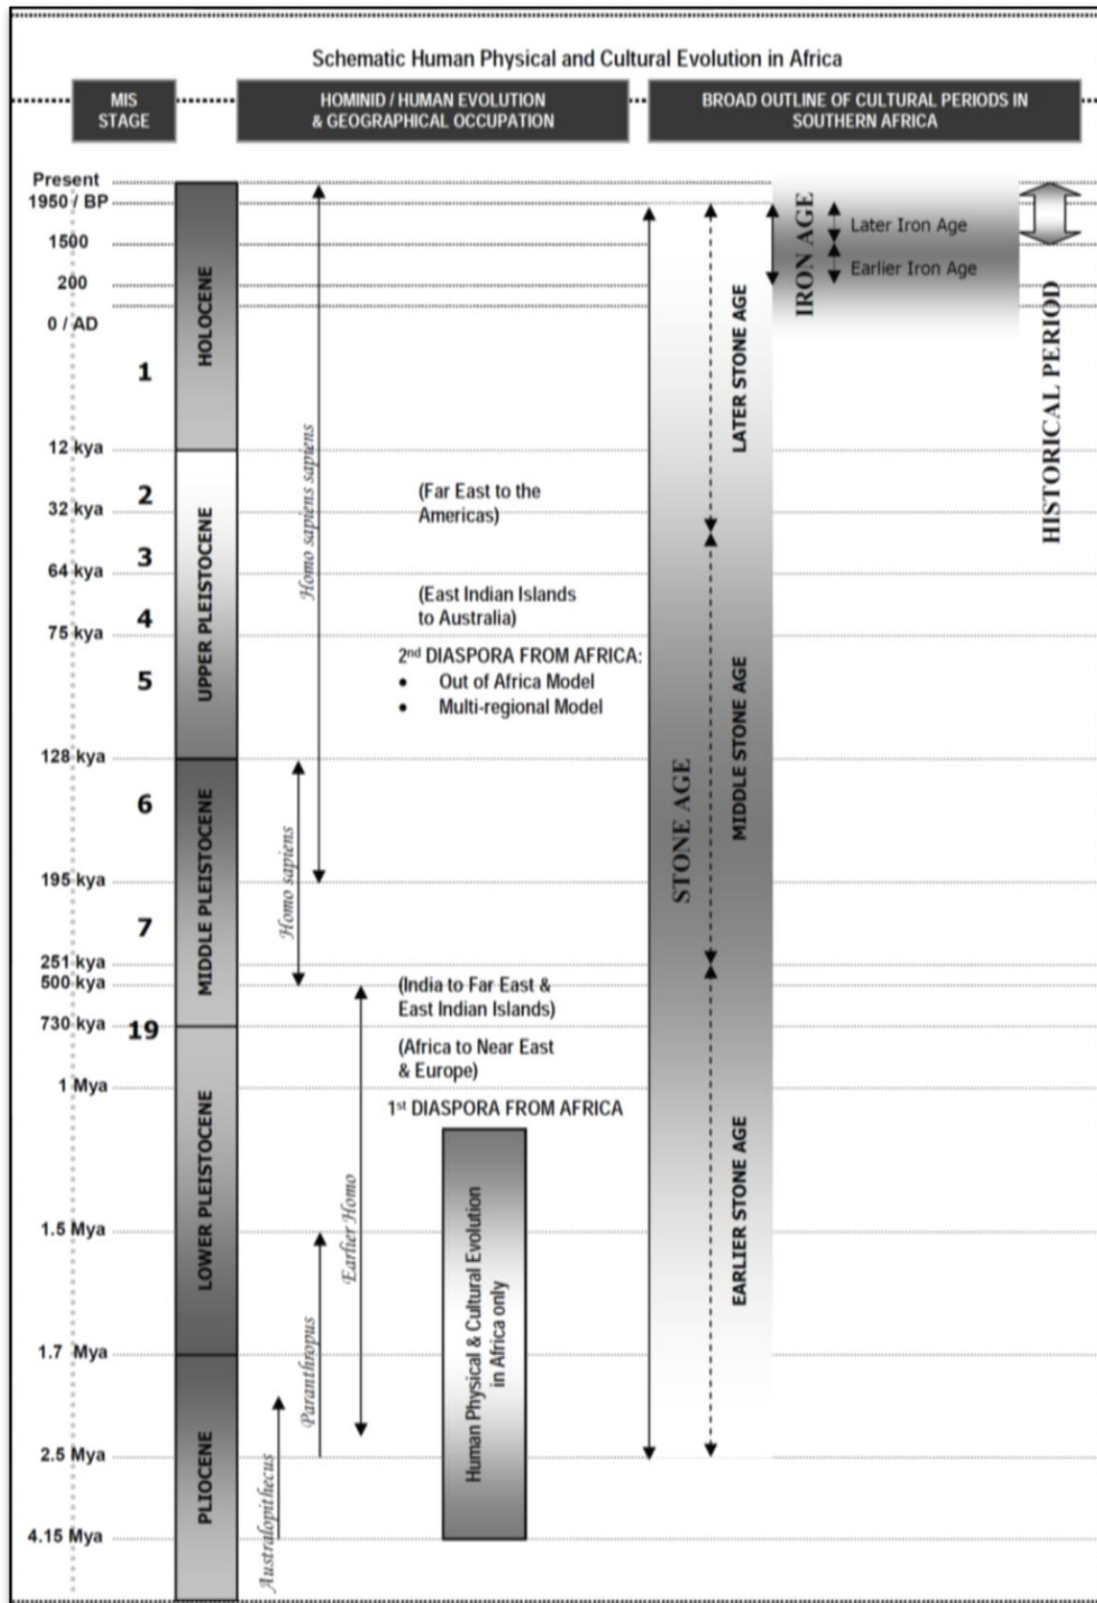 Schematic Human Physical and Cultural Evolution in Africa
MIS
STAGE
HOMINID / HUMAN EVOLUTION
& GEOGRAPHICAL OCCUPATION
BROAD OUTLINE OF CULTURAL PERIODS IN
SOUTHERN AFRICA
Present
1950 / BP
1500
200
0 / AD
1
12 kya
2
32 kya
3
64 kya
4
75 kya
5
128 kya
6
195 kya
7
251 kya
500 kya
730 kya
19
1 Mya
1.5 Mya
1.7 Mya
2.5 Mya
4.15 Mya
HOLOCENE
UPPER PLEISTOCENE
MIDDLE PLEISTOCENE
LOWER PLEISTOCENE
PLIOCENE
Homo sapiens sapiens
Homo sapiens
Earlier Homo
Paranthropus
Australopithecus
(Far East to the
Americas)
(East Indian Islands
to Australia)
2nd DIASPORA FROM AFRICA:
• Out of Africa Model
• Multi-regional Model
(India to Far East &
East Indian Islands)
(Africa to Near East
& Europe)
1st DIASPORA FROM AFRICA
Human Physical & Cultural Evolution
in Africa only
STONE AGE
LATER STONE AGE
MIDDLE STONE AGE
EARLIER STONE AGE
IRON AGE
Later Iron Age
Earlier Iron Age
HISTORICAL PERIOD